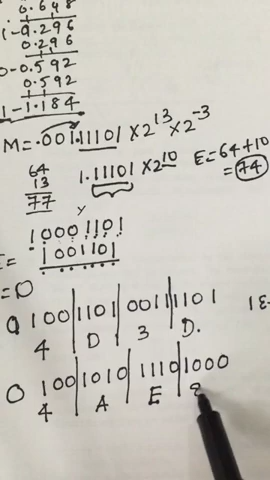 0.648
1-0.296
0.296
0-0.592
0.592
1-1.184
M=.001.11101 × 2^13 × 2^-3
64
13
77
1.11101 × 2^10
E=64+10
=74
10001101
1001101
=0
0 100 | 1101 | 0011 | 1101
4 D 3 D.
0 100 | 1010 | 1110 | 1000
4 A E 8